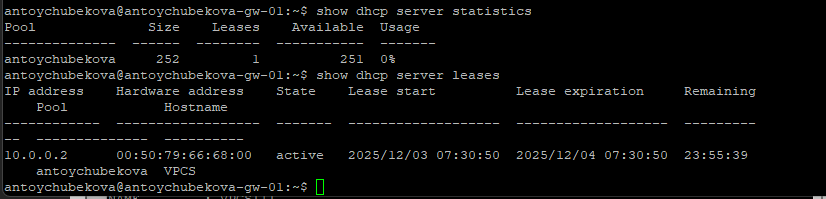 antoychubekova@antoychubekova-gw-01:~$ show dhcp server statistics
Pool             Size    Leases    Available  Usage
--------------  ------  --------  -----------  -------
antoychubekova     252         1          251  0%
antoychubekova@antoychubekova-gw-01:~$ show dhcp server leases
IP address    Hardware address    State    Lease start            Lease expiration     Remaining
    Pool            Hostname
------------  ------------------  -------  -------------------  -------------------  ---------
--  --------------  ----------
10.0.0.2      00:50:79:66:68:00   active   2025/12/03 07:30:50  2025/12/04 07:30:50  23:55:39
    antoychubekova  VPCS
antoychubekova@antoychubekova-gw-01:~$